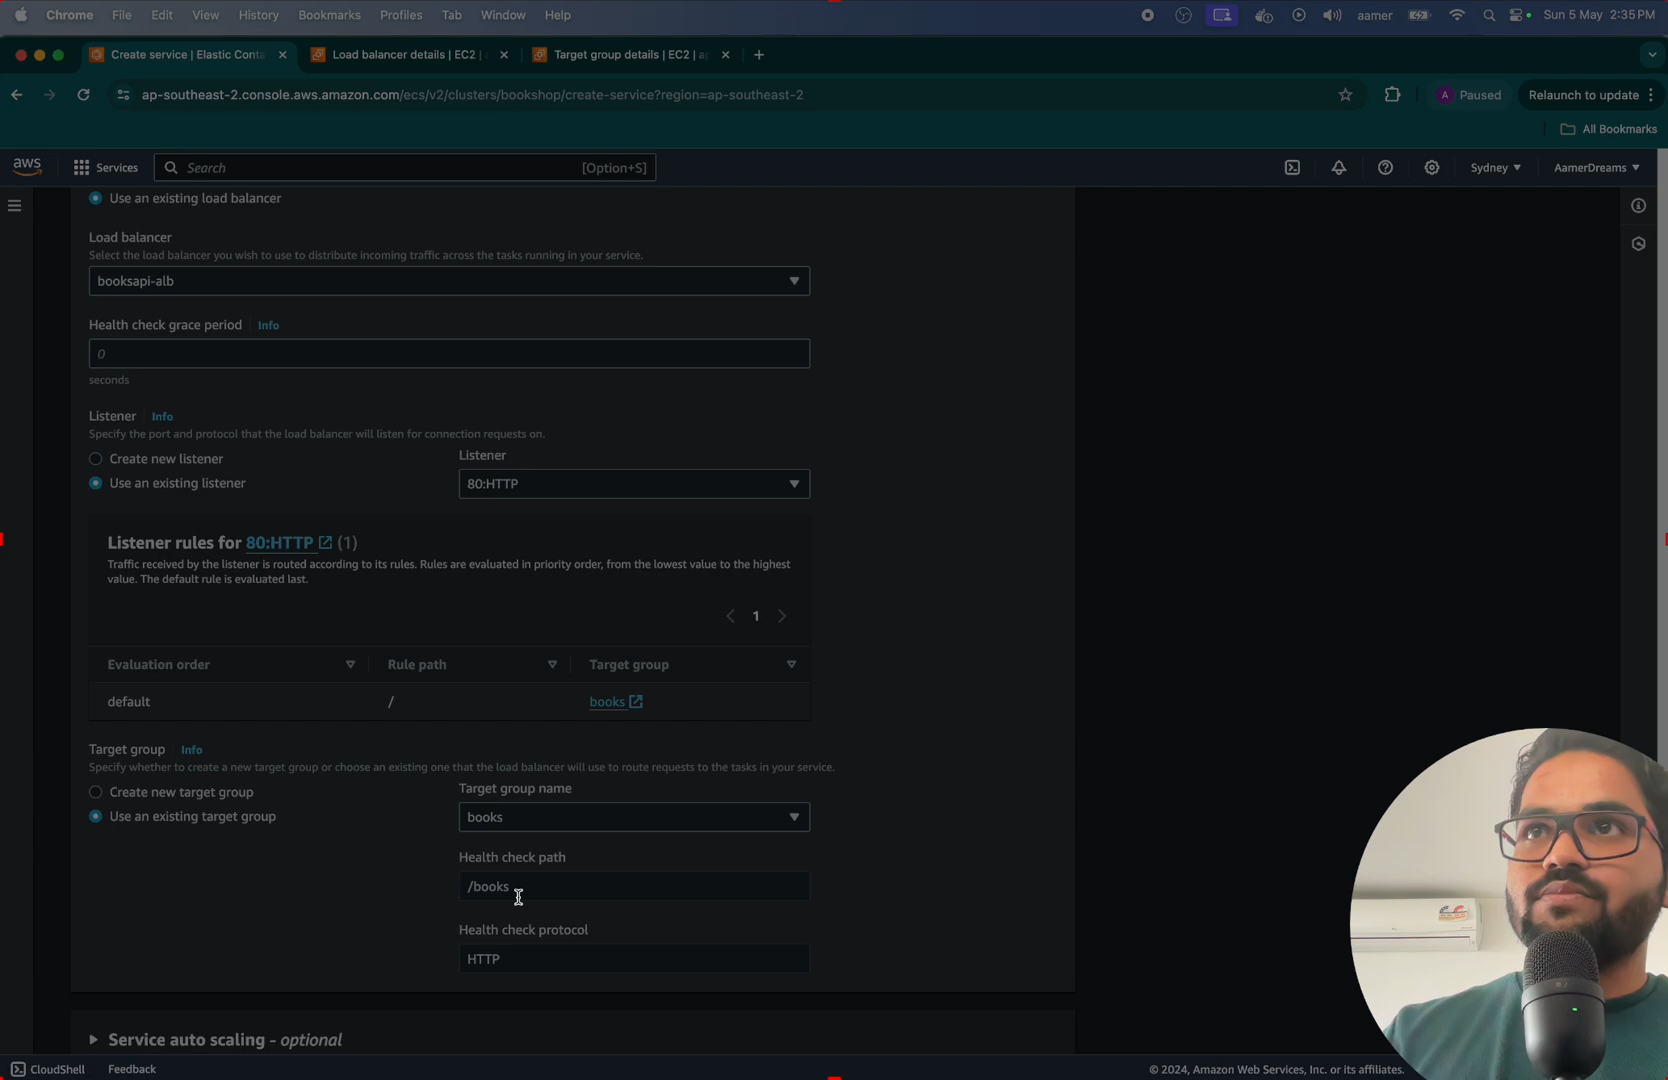 Chrome File Edit View History Bookmarks Profiles Tab Window Help aamer Sun 5 May 2:35PM
Create service | Elastic Conta Load balancer details | EC2 | Target group details | EC2 | ap
ap-southeast-2.console.aws.amazon.com/ecs/v2/clusters/bookshop/create-service?region=ap-southeast-2 A Paused Relaunch to update
All Bookmarks
aws Services Search [Option+S] Sydney AamerDreams
Use an existing load balancer
Load balancer
Select the load balancer you wish to use to distribute incoming traffic across the tasks running in your service.
booksapi-alb
Health check grace period Info
0
seconds
Listener Info
Specify the port and protocol that the load balancer will listen for connection requests on.
Create new listener
Use an existing listener
Listener
80:HTTP
Listener rules for 80:HTTP (1)
Traffic received by the listener is routed according to its rules. Rules are evaluated in priority order, from the lowest value to the highest
value. The default rule is evaluated last.
1
Evaluation order Rule path Target group
default / books
Target group Info
Specify whether to create a new target group or choose an existing one that the load balancer will use to route requests to the tasks in your service.
Create new target group
Use an existing target group
Target group name
books
Health check path
/books
Health check protocol
HTTP
Service auto scaling - optional
CloudShell Feedback © 2024, Amazon Web Services, Inc. or its affiliates.